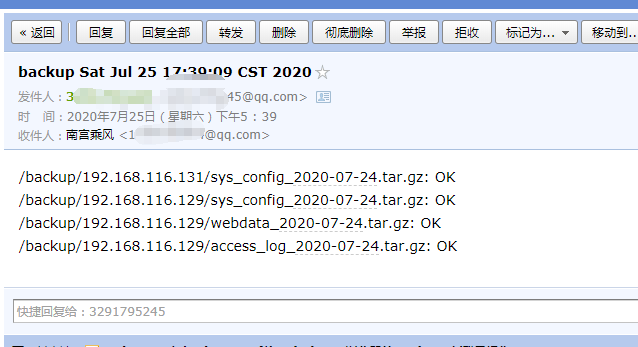 « 返回 回复 回复全部 转发 删除 彻底删除 举报 拒收 标记为... 移动到...
backup Sat Jul 25 17:39:09 CST 2020
发件人：3 45@qq.com>
时 间：2020年7月25日 (星期六) 下午5：39
收件人：南宫乘风 <1 @qq.com>
/backup/192.168.116.131/sys_config_2020-07-24.tar.gz: OK
/backup/192.168.116.129/sys_config_2020-07-24.tar.gz: OK
/backup/192.168.116.129/webdata_2020-07-24.tar.gz: OK
/backup/192.168.116.129/access_log_2020-07-24.tar.gz: OK
快捷回复给：3291795245